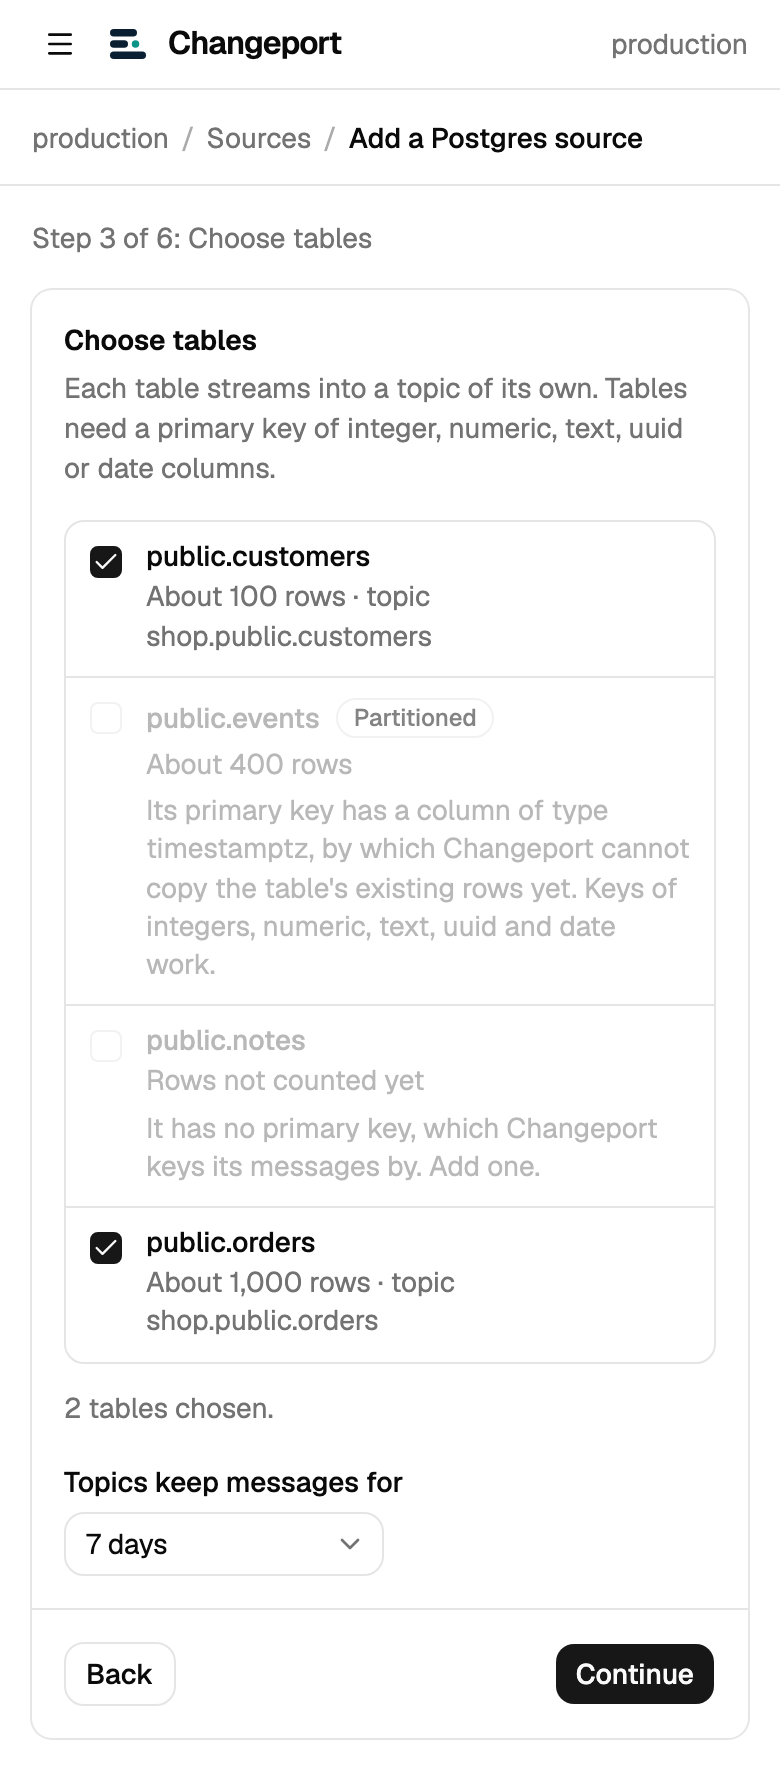 Changeport
production
production / Sources / Add a Postgres source
Step 3 of 6: Choose tables
Choose tables
Each table streams into a topic of its own. Tables
need a primary key of integer, numeric, text, uuid
or date columns.
public.customers
About 100 rows · topic
shop.public.customers
public.events Partitioned
About 400 rows
Its primary key has a column of type
timestamptz, by which Changeport cannot
copy the table's existing rows yet. Keys of
integers, numeric, text, uuid and date
work.
public.notes
Rows not counted yet
It has no primary key, which Changeport
keys its messages by. Add one.
public.orders
About 1,000 rows · topic
shop.public.orders
2 tables chosen.
Topics keep messages for
7 days
Back
Continue